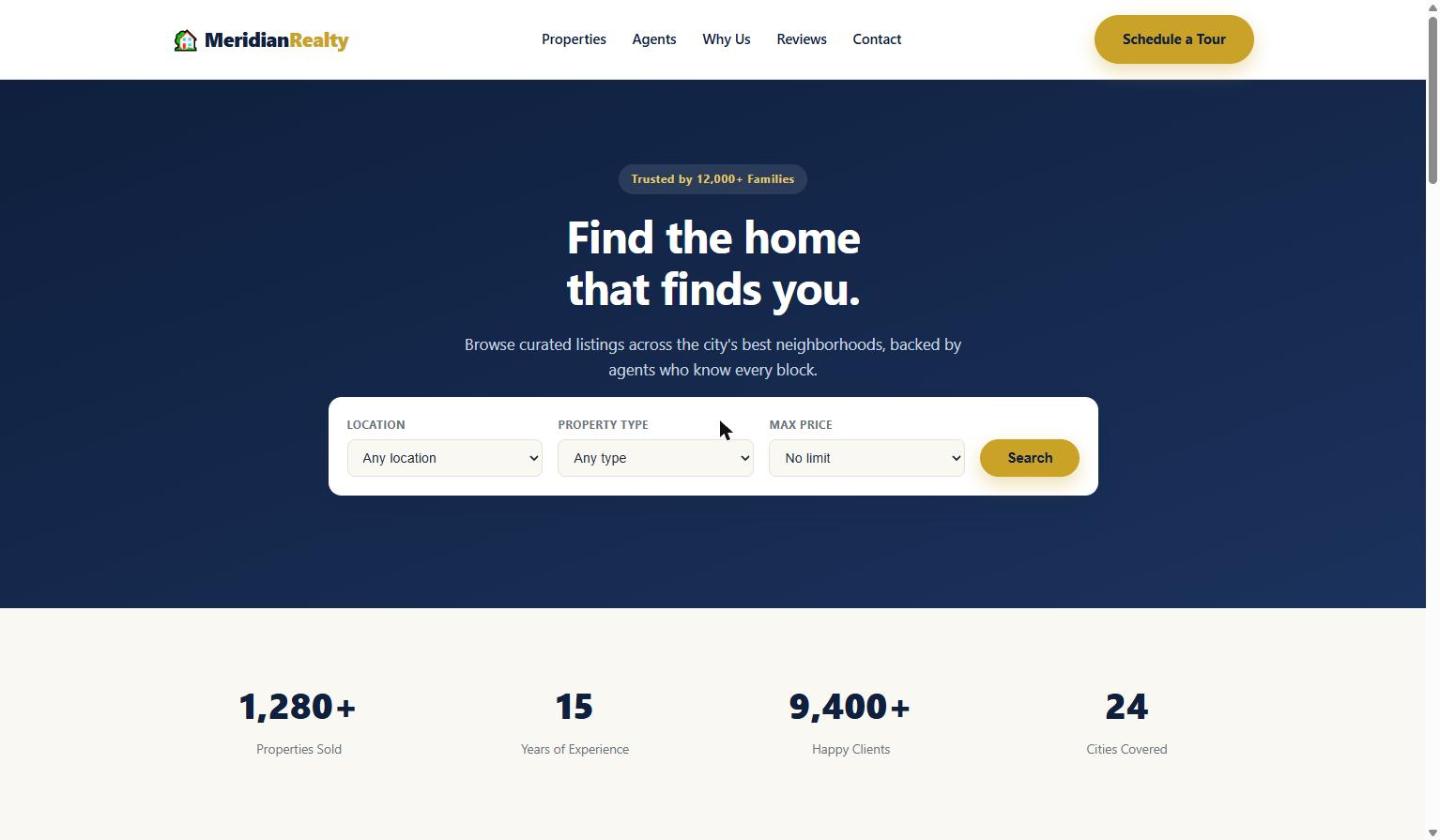 MeridianRealty
Properties
Agents
Why Us
Reviews
Contact
Schedule a Tour
Trusted by 12,000+ Families
Find the home
that finds you.
Browse curated listings across the city's best neighborhoods, backed by
agents who know every block.
LOCATION
PROPERTY TYPE
MAX PRICE
Any location
Any type
No limit
Search
1,280+
15
9,400+
24
Properties Sold
Years of Experience
Happy Clients
Cities Covered